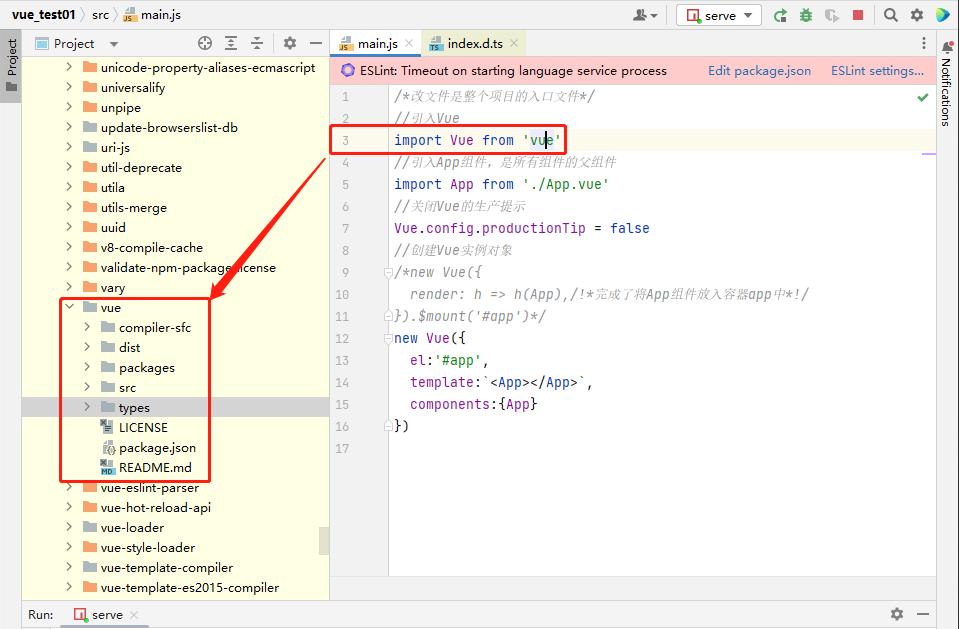 vue_test01 src main.js
serve
Project
main.js
index.d.ts
Project
Notifications
unicode-property-aliases-ecmascript
universalify
unpipe
update-browserslist-db
uri-js
util-deprecate
utila
utils-merge
uuid
v8-compile-cache
validate-npm-package-license
vary
vue
compiler-sfc
dist
packages
src
types
LICENSE
package.json
README.md
vue-eslint-parser
vue-hot-reload-api
vue-loader
vue-style-loader
vue-template-compiler
vue-template-es2015-compiler
ESLint: Timeout on starting language service process Edit package.json ESLint settings...
1 /*改文件是整个项目的入口文件*/
2 //引入Vue
3 import Vue from 'vue'
4 //引入App组件，是所有组件的父组件
5 import App from './App.vue'
6 //关闭Vue的生产提示
7 Vue.config.productionTip = false
8 //创建Vue实例对象
9 /*new Vue({
10 render: h => h(App),/!*完成了将App组件放入容器app中*!/
11 }).$mount('#app')*/
12 new Vue({
13 el:'#app',
14 template:`<App></App>`,
15 components:{App}
16 })
17
Run: serve